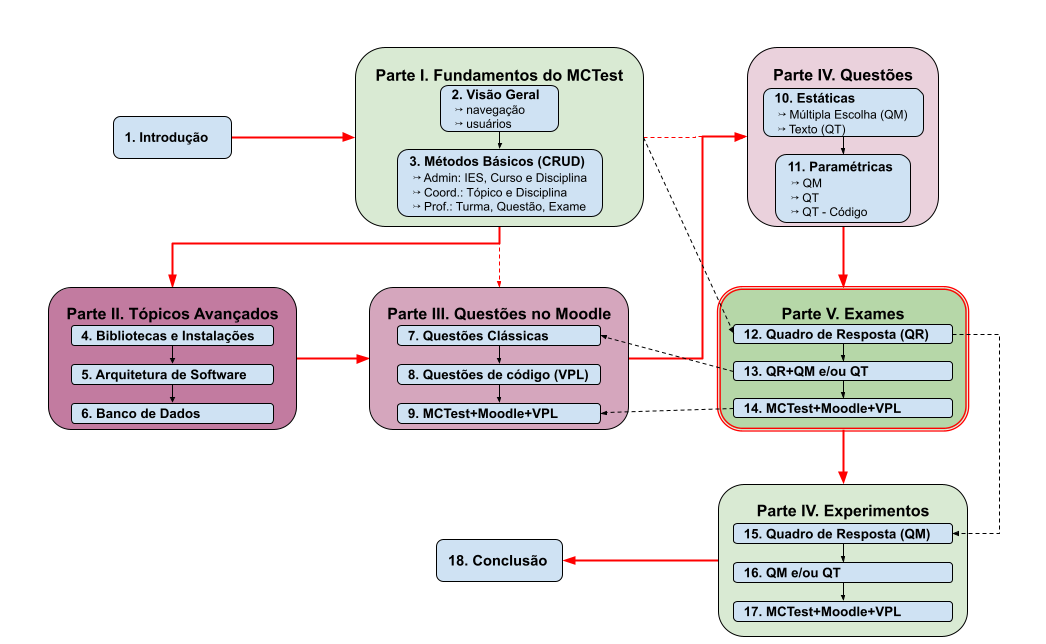 1. Introdução
Parte I. Fundamentos do MCTest
2. Visão Geral
↣ navegação
↣ usuários
3. Métodos Básicos (CRUD)
↣ Admin: IES, Curso e Disciplina
↣ Coord.: Tópico e Disciplina
↣ Prof.: Turma, Questão, Exame
Parte II. Tópicos Avançados
4. Bibliotecas e Instalações
5. Arquitetura de Software
6. Banco de Dados
Parte III. Questões no Moodle
7. Questões Clássicas
8. Questões de código (VPL)
9. MCTest+Moodle+VPL
Parte IV. Questões
10. Estáticas
↣ Múltipla Escolha (QM)
↣ Texto (QT)
11. Paramétricas
↣ QM
↣ QT
↣ QT - Código
Parte V. Exames
12. Quadro de Resposta (QR)
13. QR+QM e/ou QT
14. MCTest+Moodle+VPL
Parte IV. Experimentos
15. Quadro de Resposta (QM)
16. QM e/ou QT
17. MCTest+Moodle+VPL
18. Conclusão